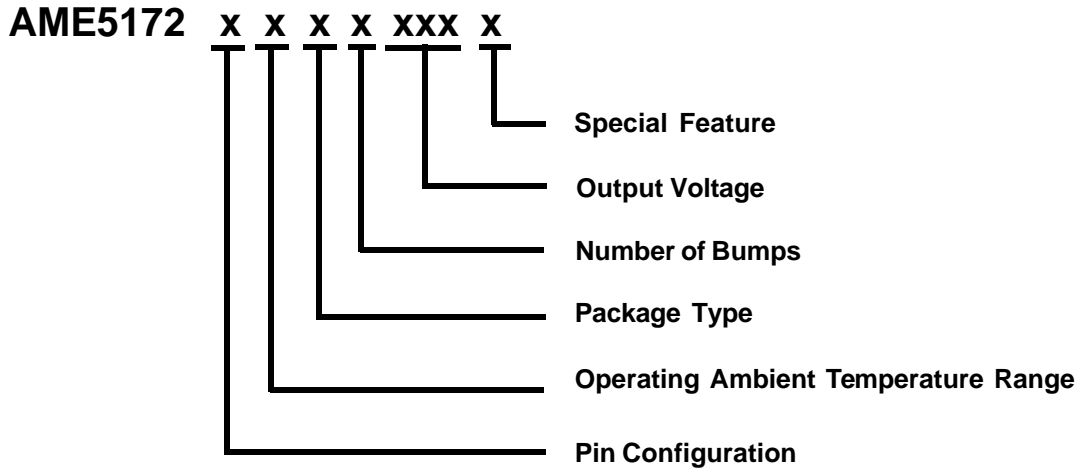 AME5172 x x x x xxx x
Special Feature
Output Voltage
Number of Bumps
Package Type
Operating Ambient Temperature Range
Pin Configuration